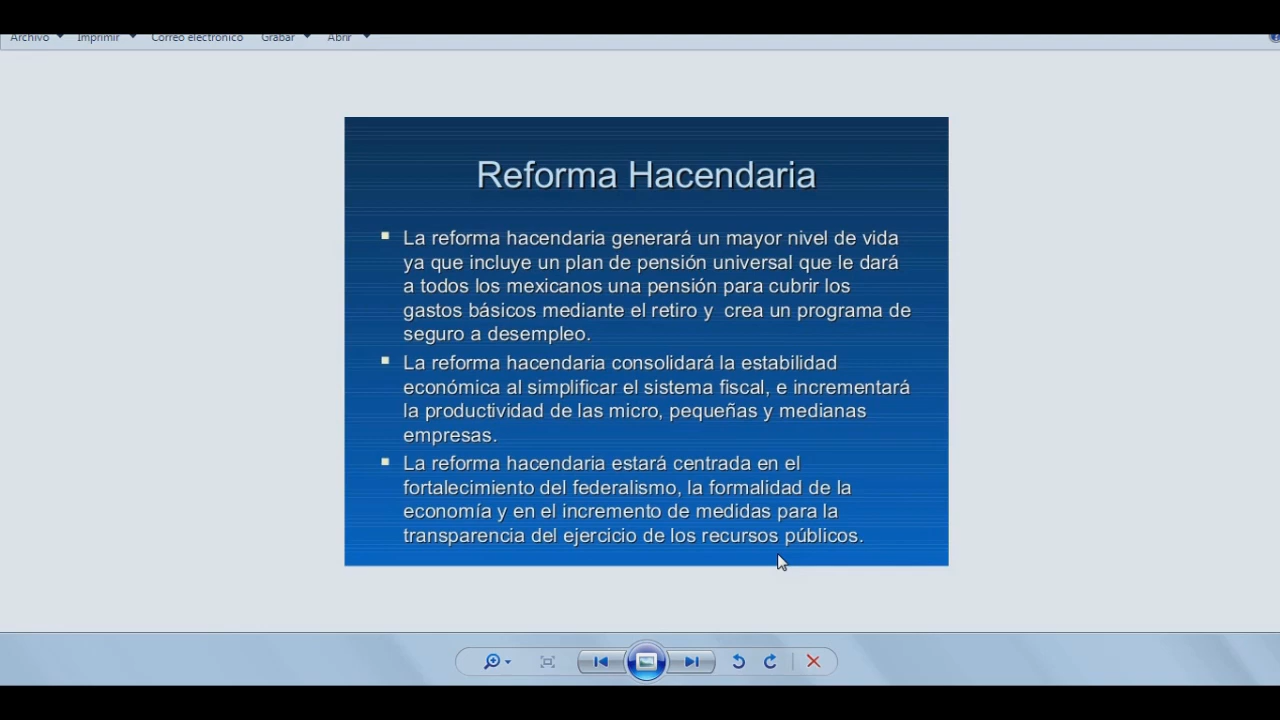 Archivo Imprimir Correo electrónico Grabar Abrir
Reforma Hacendaria
La reforma hacendaria generará un mayor nivel de vida
ya que incluye un plan de pensión universal que le dará
a todos los mexicanos una pensión para cubrir los
gastos básicos mediante el retiro y crea un programa de
seguro a desempleo.
La reforma hacendaria consolidará la estabilidad
económica al simplificar el sistema fiscal, e incrementará
la productividad de las micro, pequeñas y medianas
empresas.
La reforma hacendaria estará centrada en el
fortalecimiento del federalismo, la formalidad de la
economía y en el incremento de medidas para la
transparencia del ejercicio de los recursos públicos.